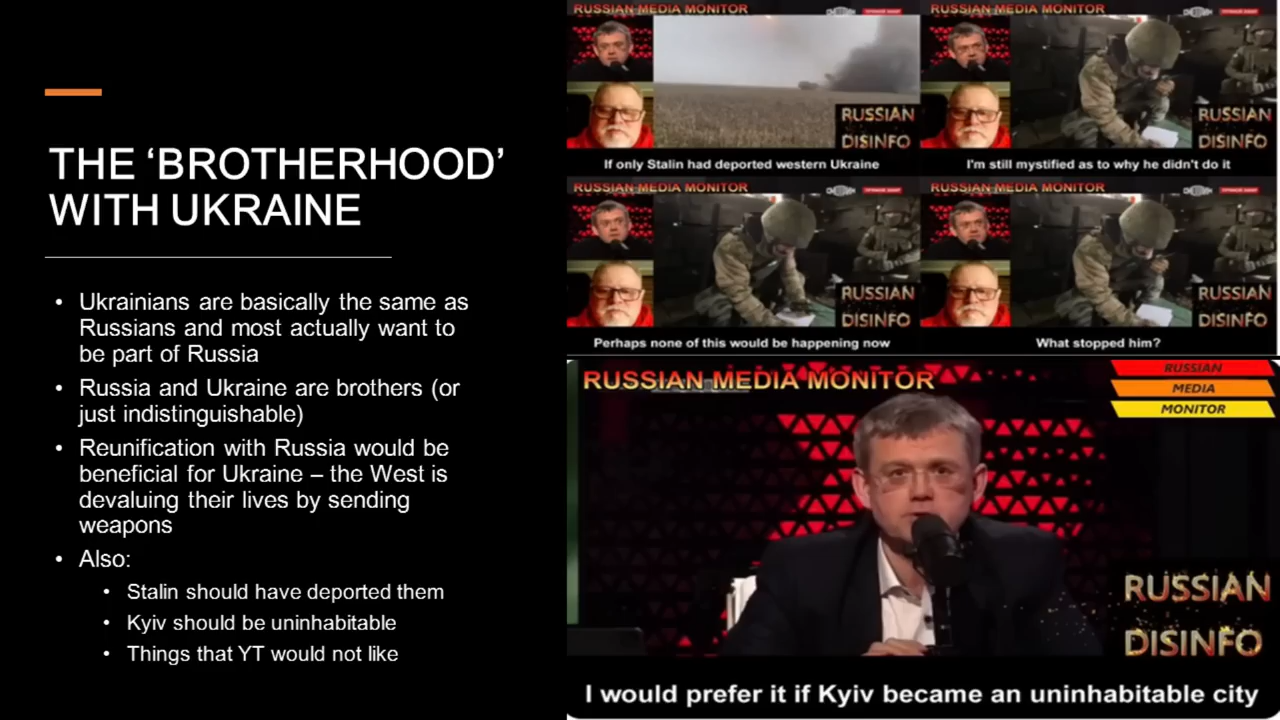 THE ‘BROTHERHOOD’
WITH UKRAINE
• Ukrainians are basically the same as
Russians and most actually want to
be part of Russia
• Russia and Ukraine are brothers (or
just indistinguishable)
• Reunification with Russia would be
beneficial for Ukraine – the West is
devaluing their lives by sending
weapons
• Also:
• Stalin should have deported them
• Kyiv should be uninhabitable
• Things that YT would not like
RUSSIAN MEDIA MONITOR
RUSSIAN
DISINFO
If only Stalin had deported western Ukraine
RUSSIAN MEDIA MONITOR
RUSSIAN
DISINFO
I'm still mystified as to why he didn't do it
RUSSIAN MEDIA MONITOR
RUSSIAN
DISINFO
Perhaps none of this would be happening now
RUSSIAN MEDIA MONITOR
RUSSIAN
DISINFO
What stopped him?
RUSSIAN MEDIA MONITOR
RUSSIAN
MEDIA
MONITOR
RUSSIAN
DISINFO
I would prefer it if Kyiv became an uninhabitable city